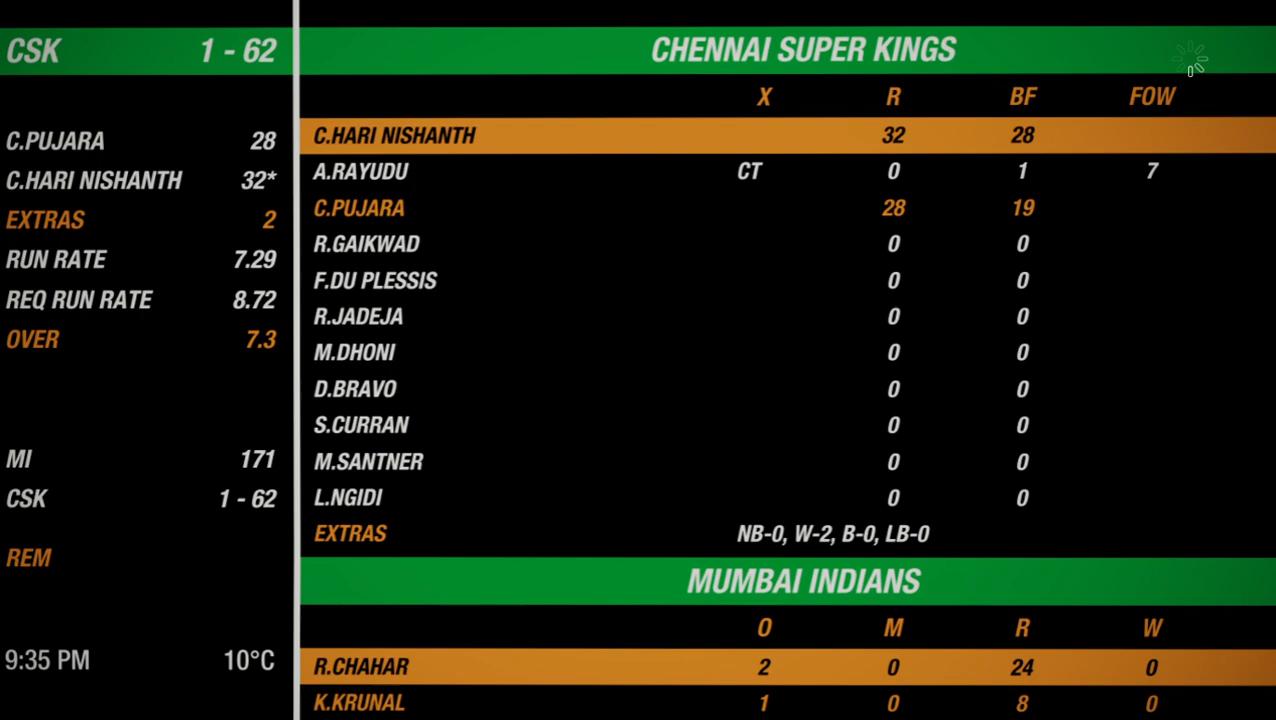 CSK 1 - 62
C.PUJARA 28
C.HARI NISHANTH 32*
EXTRAS 2
RUN RATE 7.29
REQ RUN RATE 8.72
OVER 7.3
MI 171
CSK 1 - 62
REM
9:35 PM 10°C
CHENNAI SUPER KINGS
X R BF FOW
C.HARI NISHANTH 32 28
A.RAYUDU CT 0 1 7
C.PUJARA 28 19
R.GAIKWAD 0 0
F.DU PLESSIS 0 0
R.JADEJA 0 0
M.DHONI 0 0
D.BRAVO 0 0
S.CURRAN 0 0
M.SANTNER 0 0
L.NGIDI 0 0
EXTRAS NB-0, W-2, B-0, LB-0
MUMBAI INDIANS
O M R W
R.CHAHAR 2 0 24 0
K.KRUNAL 1 0 8 0